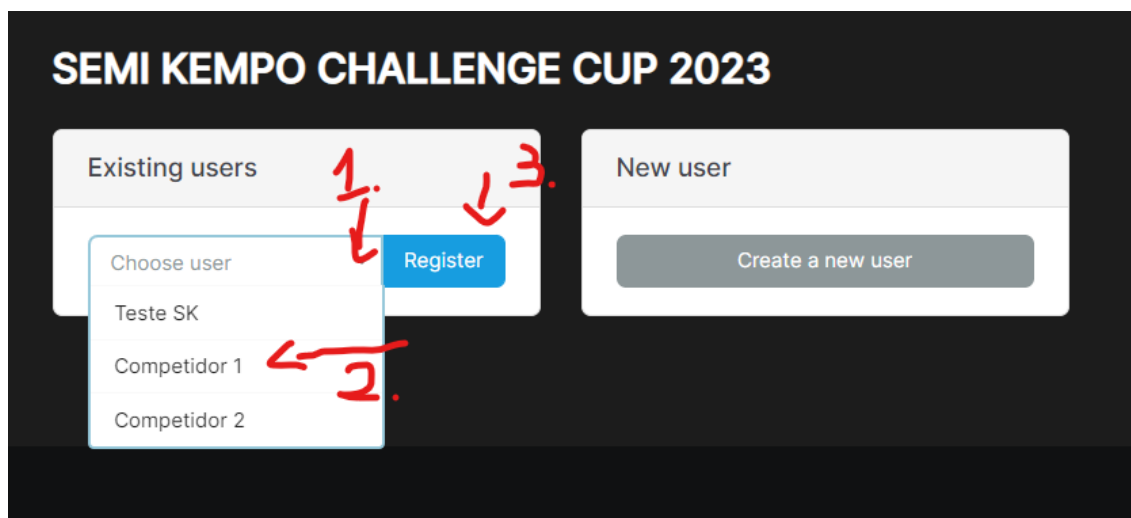 SEMI KEMPO CHALLENGE CUP 2023
Existing users
1.
3.
New user
Choose user
Register
Create a new user
Teste SK
Competidor 1
2.
Competidor 2